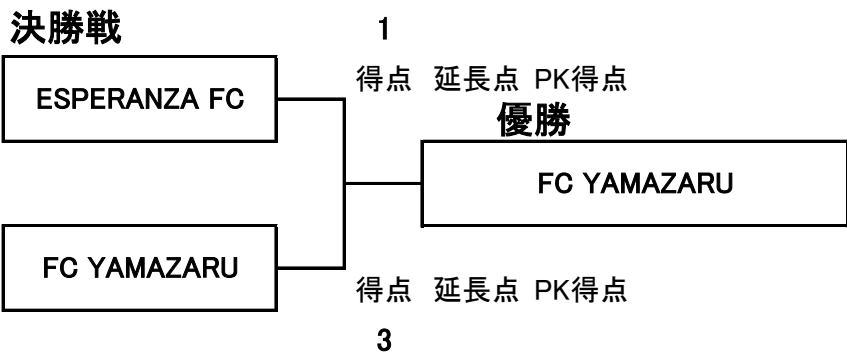 決勝戦
1
ESPERANZA FC
得点 延長点 PK得点
優勝
FC YAMAZARU
FC YAMAZARU
得点 延長点 PK得点
3